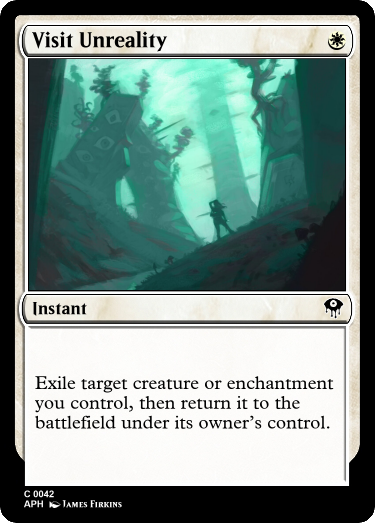 Visit Unreality
Instant
Exile target creature or enchantment
you control, then return it to the
battlefield under its owner's control.
C 0042
APH James Firkins